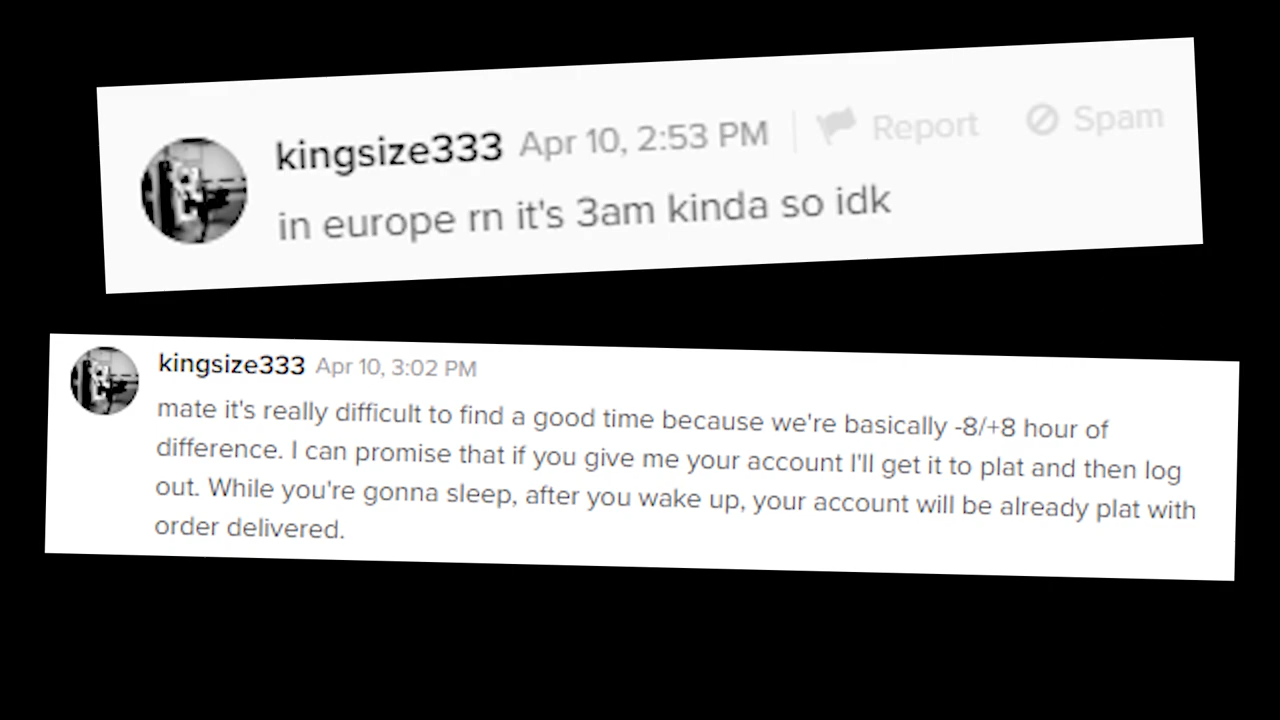 kingsize333 Apr 10, 2:53 PM Report Spam
in europe rn it's 3am kinda so idk
kingsize333 Apr 10, 3:02 PM
mate it's really difficult to find a good time because we're basically -8/+8 hour of
difference. I can promise that if you give me your account I'll get it to plat and then log
out. While you're gonna sleep, after you wake up, your account will be already plat with
order delivered.